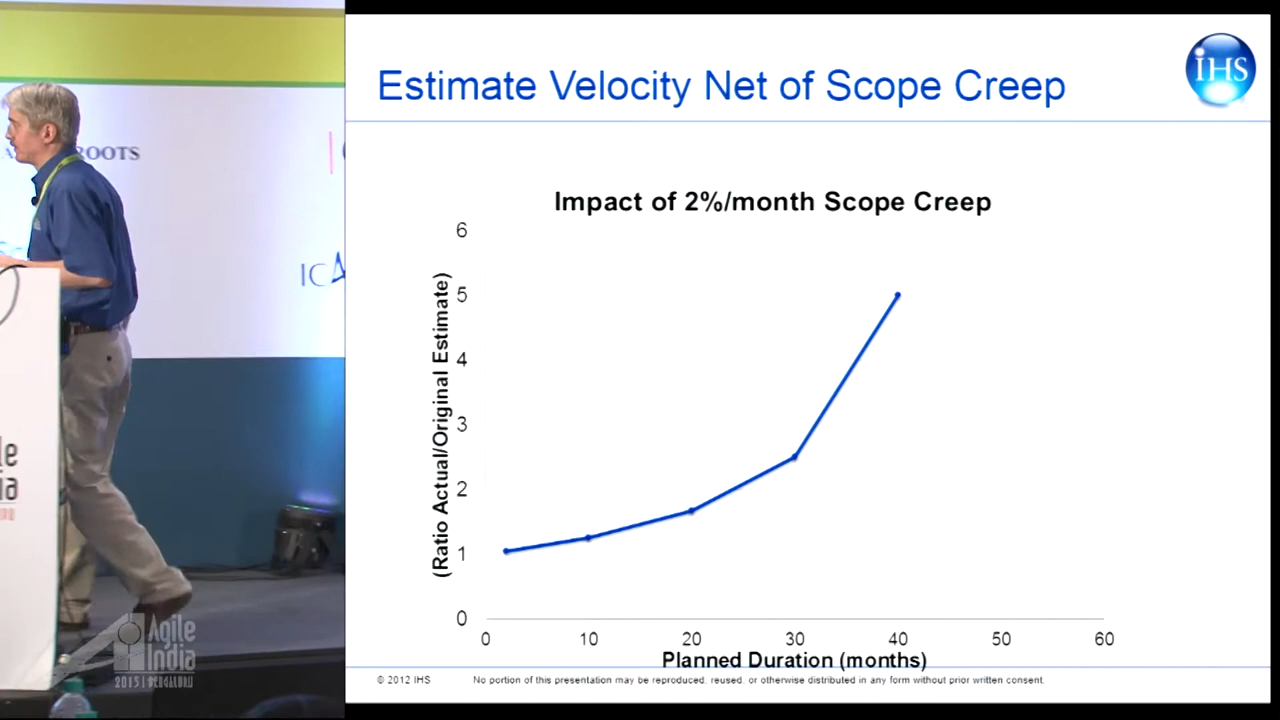 Estimate Velocity Net of Scope Creep
IHS
Impact of 2%/month Scope Creep
(Ratio Actual/Original Estimate)
6
5
4
3
2
1
0
0 10 20 30 40 50 60
Planned Duration (months)
© 2012 IHS No portion of this presentation may be reproduced, reused, or otherwise distributed in any form without prior written consent.
ROOTS
Agile
India
2015 | BENGALURU